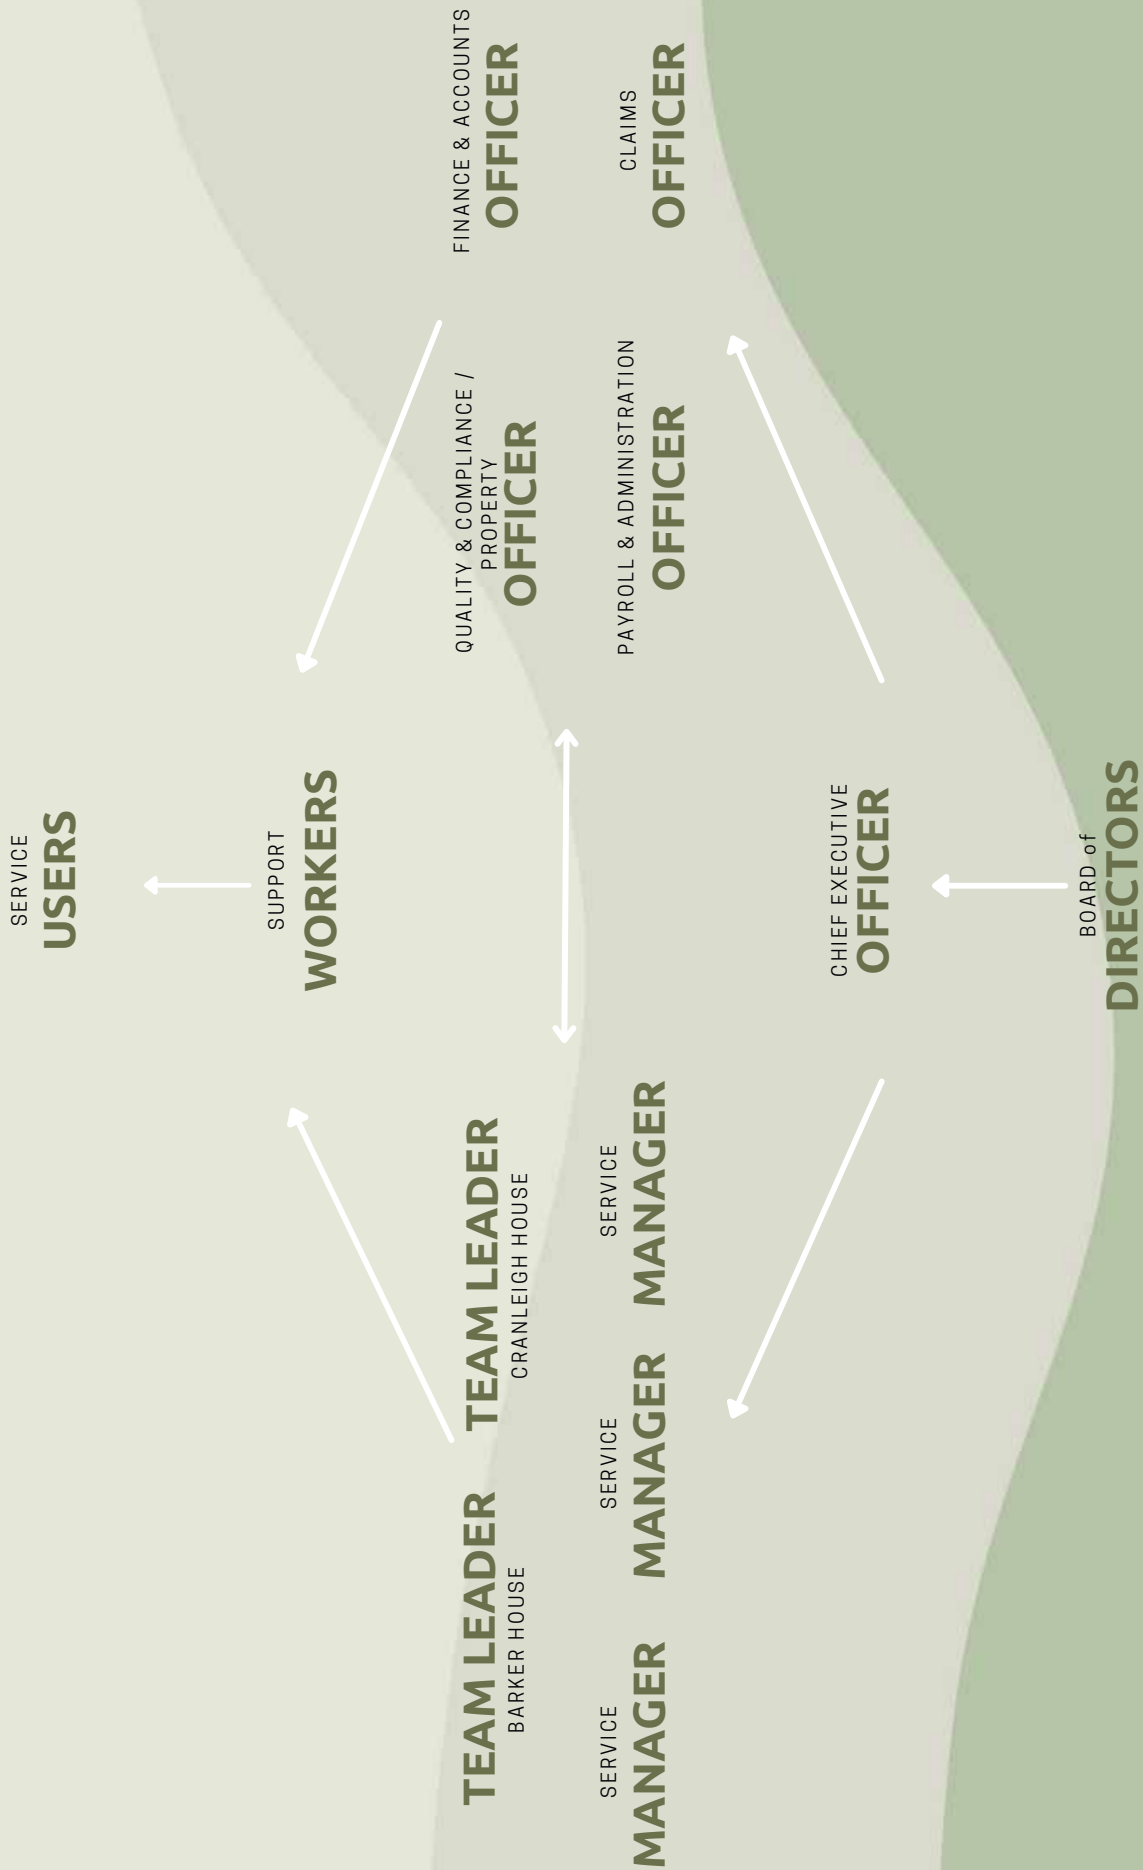 SERVICE
USERS
SUPPORT
WORKERS
TEAM LEADER
BARKER HOUSE
TEAM LEADER
CRANLEIGH HOUSE
QUALITY & COMPLIANCE /
PROPERTY
OFFICER
FINANCE & ACCOUNTS
OFFICER
SERVICE
MANAGER
SERVICE
MANAGER
SERVICE
MANAGER
PAYROLL & ADMINISTRATION
OFFICER
CLAIMS
OFFICER
CHIEF EXECUTIVE
OFFICER
BOARD of
DIRECTORS